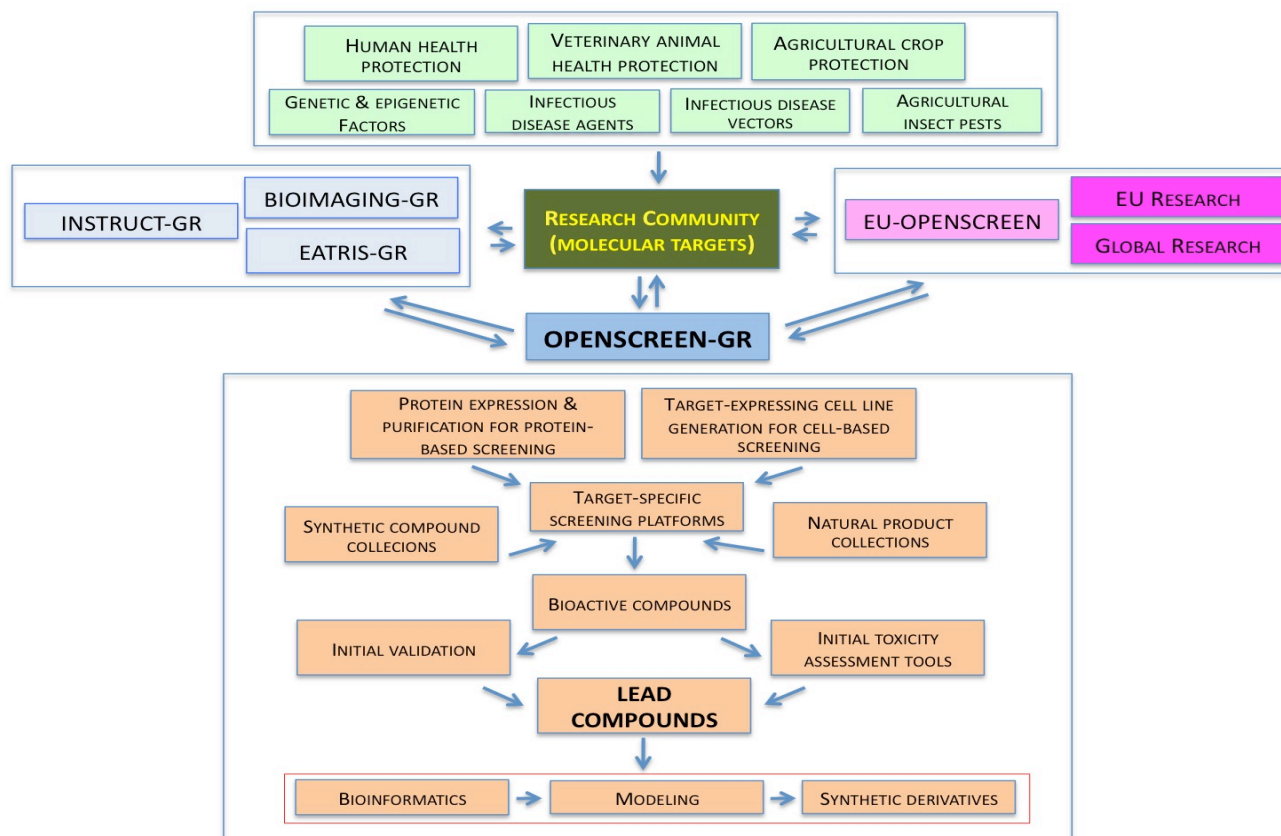 HUMAN HEALTH
PROTECTION
VETERINARY ANIMAL
HEALTH PROTECTION
AGRICULTURAL CROP
PROTECTION
GENETIC & EPIGENETIC
FACTORS
INFECTIOUS
DISEASE AGENTS
INFECTIOUS DISEASE
VECTORS
AGRICULTURAL
INSECT PESTS
INSTRUCT-GR
BIOIMAGING-GR
EATRIS-GR
RESEARCH COMMUNITY
(MOLECULAR TARGETS)
EU-OPENSCREEN
EU RESEARCH
GLOBAL RESEARCH
OPENSCREEN-GR
PROTEIN EXPRESSION &
PURIFICATION FOR PROTEIN-
BASED SCREENING
TARGET-EXPRESSING CELL LINE
GENERATION FOR CELL-BASED
SCREENING
TARGET-SPECIFIC
SCREENING PLATFORMS
SYNTHETIC COMPOUND
COLLECIONS
NATURAL PRODUCT
COLLECTIONS
BIOACTIVE COMPOUNDS
INITIAL VALIDATION
INITIAL TOXICITY
ASSESSMENT TOOLS
LEAD
COMPOUNDS
BIOINFORMATICS
MODELING
SYNTHETIC DERIVATIVES